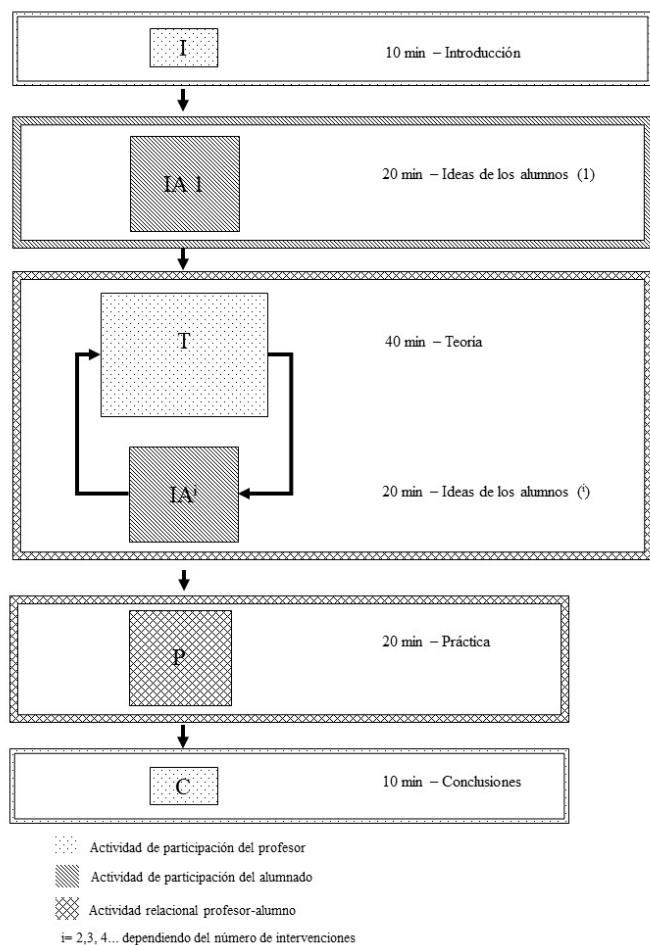 I
10 min – Introducción
IA 1
20 min – Ideas de los alumnos (1)
T
40 min – Teoria
IAⁱ
20 min – Ideas de los alumnos (ⁱ)
P
20 min – Práctica
C
10 min – Conclusiones
Actividad de participación del profesor
Actividad de participación del alumnado
Actividad relacional profesor-alumno
i= 2,3, 4... dependiendo del número de intervenciones